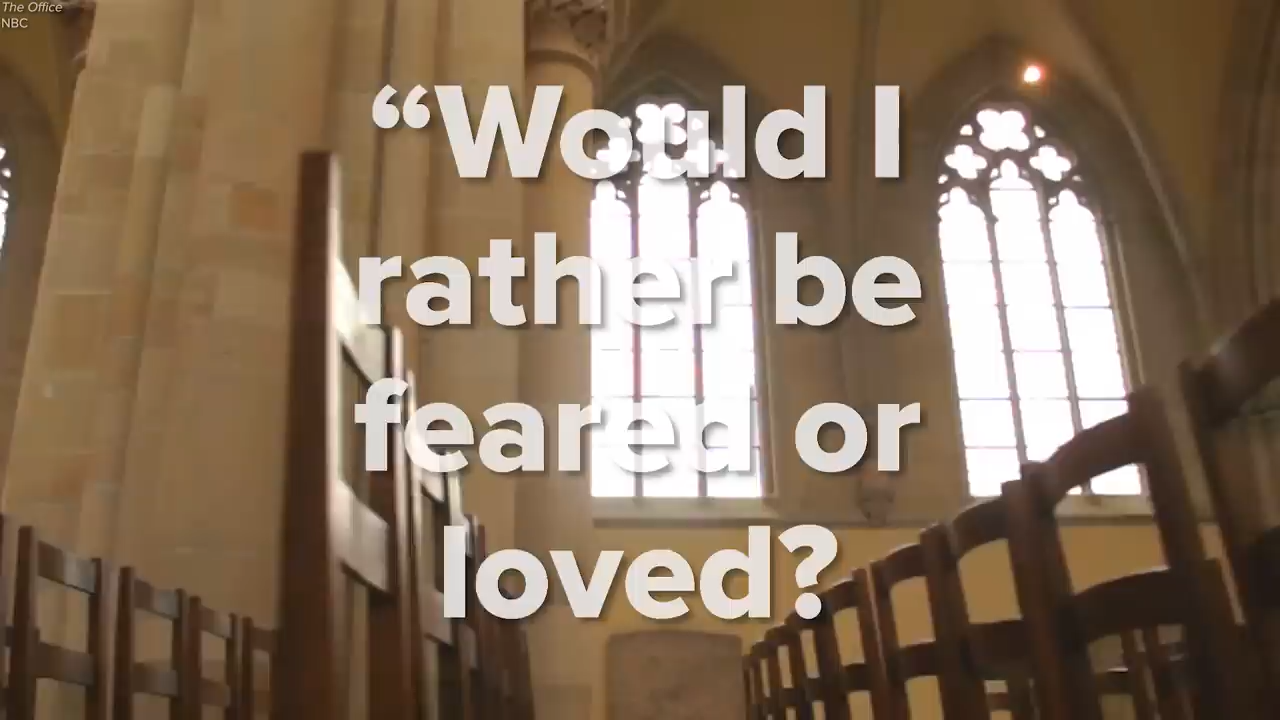 The Office
NBC
“Would I
rather be
feared or
loved?